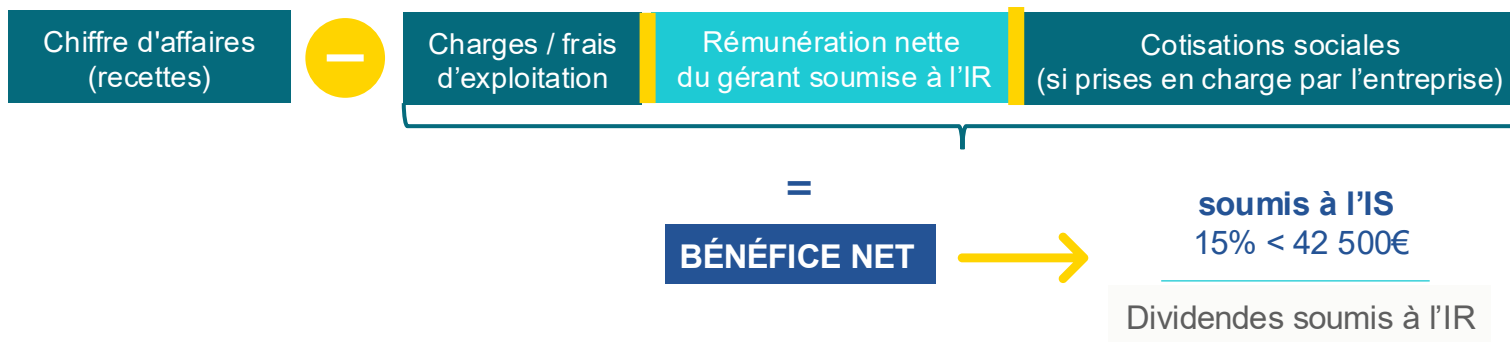 Chiffre d'affaires
(recettes)
–
Charges / frais
d’exploitation
Rémunération nette
du gérant soumise à l’IR
Cotisations sociales
(si prises en charge par l’entreprise)
=
BÉNÉFICE NET
soumis à l’IS
15% < 42 500€
Dividendes soumis à l’IR